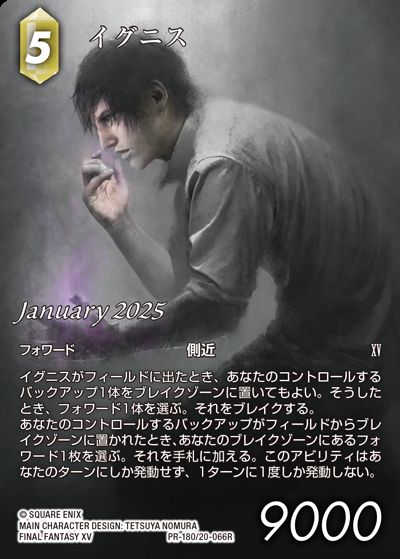 5
イグニス
January 2025
フォワード 側近 XV
イグニスがフィールドに出たとき、あなたのコントロールする
バックアップ1体をブレイクゾーンに置いてもよい。そうした
とき、フォワード1体を選ぶ。それをブレイクする。
あなたのコントロールするバックアップがフィールドからブレ
イクゾーンに置かれたとき、あなたのブレイクゾーンにあるフォ
ワード1枚を選ぶ。それを手札に加える。このアビリティはあ
なたのターンにしか発動せず、1ターンに1度しか発動しない。
© SQUARE ENIX
MAIN CHARACTER DESIGN: TETSUYA NOMURA
FINAL FANTASY XV PR-180/20-066R
9000